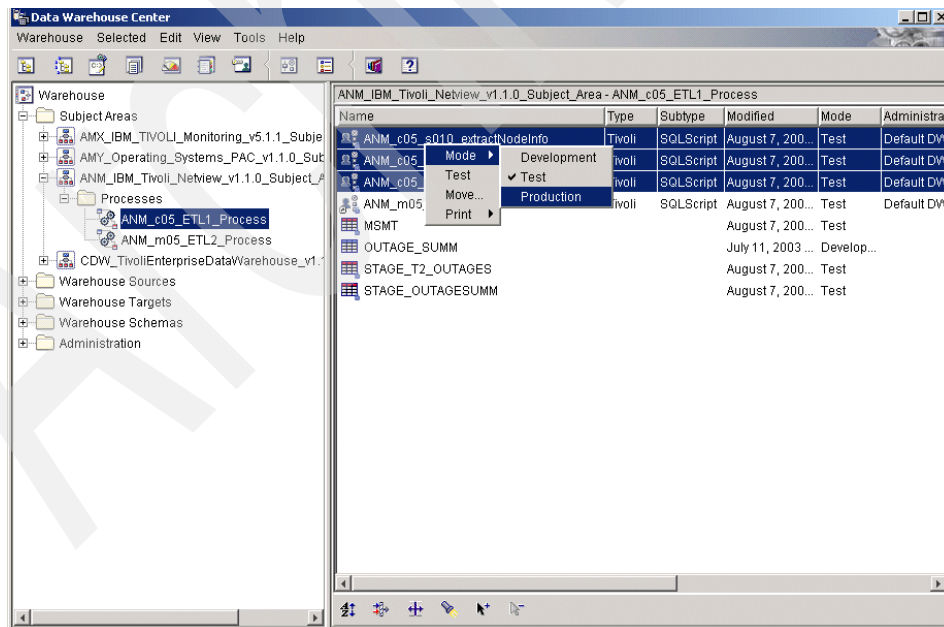 Data Warehouse Center
Warehouse Selected Edit View Tools Help
Warehouse
Subject Areas
AMX_IBM_TIVOLI_Monitoring_v5.1.1_Subje
AMY_Operating_Systems_PAC_v1.1.0_Sub
ANM_IBM_Tivoli_Netview_v1.1.0_Subject_A
Processes
ANM_c05_ETL1_Process
ANM_m05_ETL2_Process
CDW_TivoliEnterpriseDataWarehouse_v1.1
Warehouse Sources
Warehouse Targets
Warehouse Schemas
Administration
ANM_IBM_Tivoli_Netview_v1.1.0_Subject_Area - ANM_c05_ETL1_Process
Name Type Subtype Modified Mode Administra
ANM_c05_s010_extractNodeInfo Tivoli SQLScript August 7, 200... Test Default DW
ANM_c05_ Tivoli SQLScript August 7, 200... Test Default DW
ANM_c05_ Tivoli SQLScript August 7, 200... Test Default DW
ANM_m05_ Tivoli SQLScript August 7, 200... Test Default DW
MSMT August 7, 200... Test
OUTAGE_SUMM July 11, 2003 ... Develop...
STAGE_T2_OUTAGES August 7, 200... Test
STAGE_OUTAGESUMM August 7, 200... Test
Mode
Test
Move...
Print
Development
Test
Production